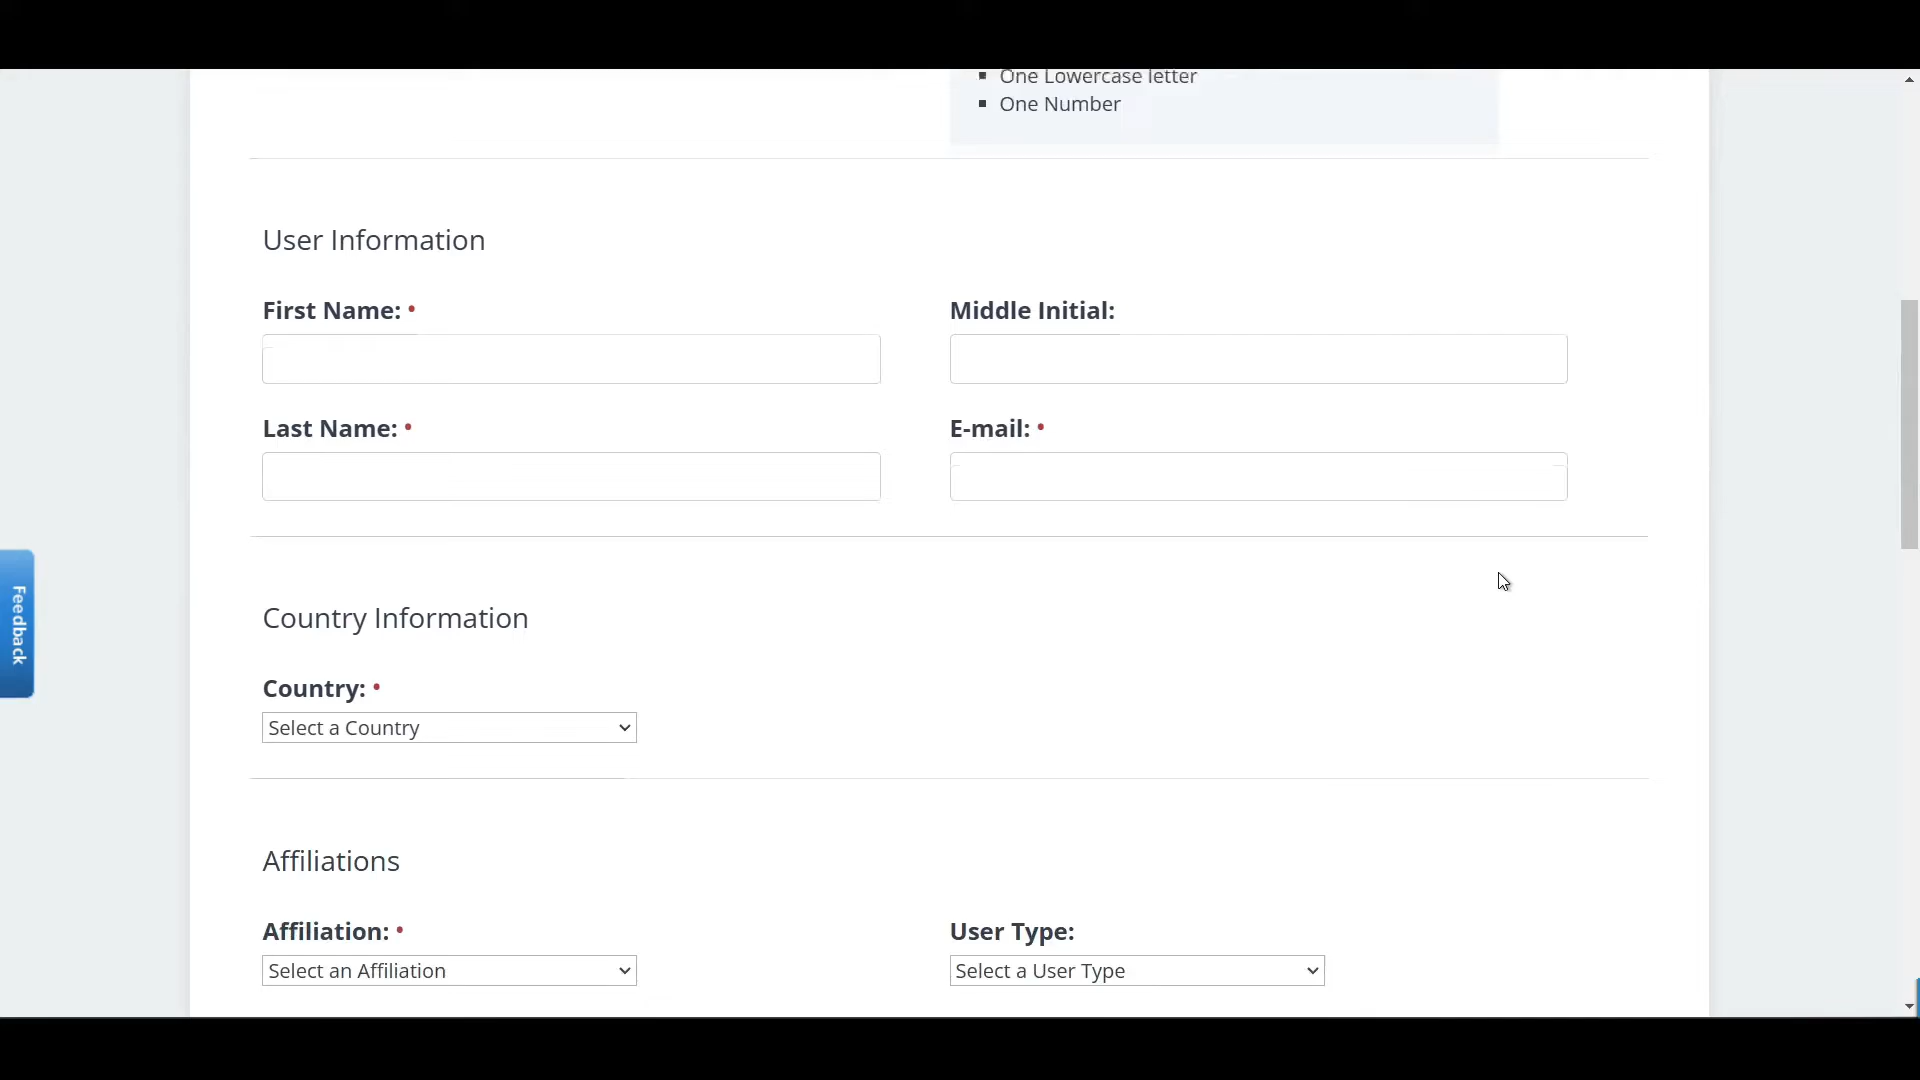 One Lowercase letter
One Number
User Information
First Name: •
Middle Initial:
Last Name: •
E-mail: •
Feedback
Country Information
Country: •
Select a Country
Affiliations
Affiliation: •
User Type:
Select an Affiliation
Select a User Type